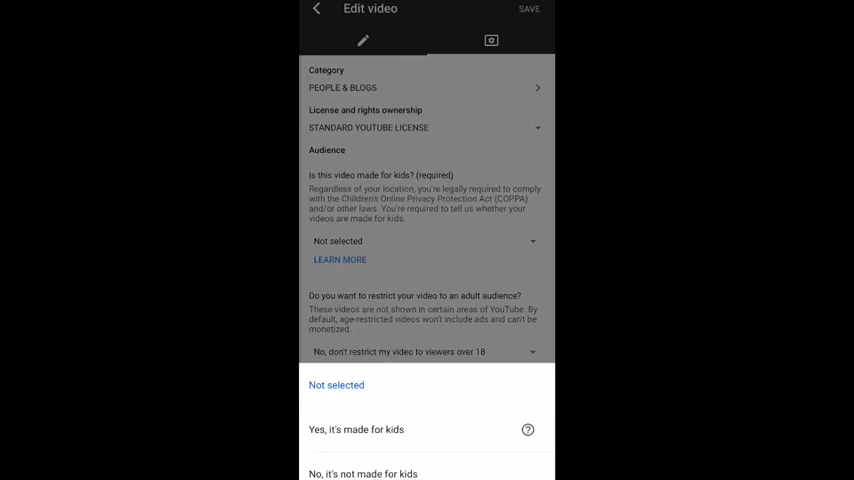 Edit video
SAVE
Category
PEOPLE & BLOGS
License and rights ownership
STANDARD YOUTUBE LICENSE
Audience
Is this video made for kids? (required)
Regardless of your location, you're legally required to comply
with the Children's Online Privacy Protection Act (COPPA)
and/or other laws. You're required to tell us whether your
videos are made for kids.
Not selected
LEARN MORE
Do you want to restrict your video to an adult audience?
These videos are not shown in certain areas of YouTube. By
default, age-restricted videos won't include ads and can't be
monetized.
No, don't restrict my video to viewers over 18
Not selected
Yes, it's made for kids
No, it's not made for kids